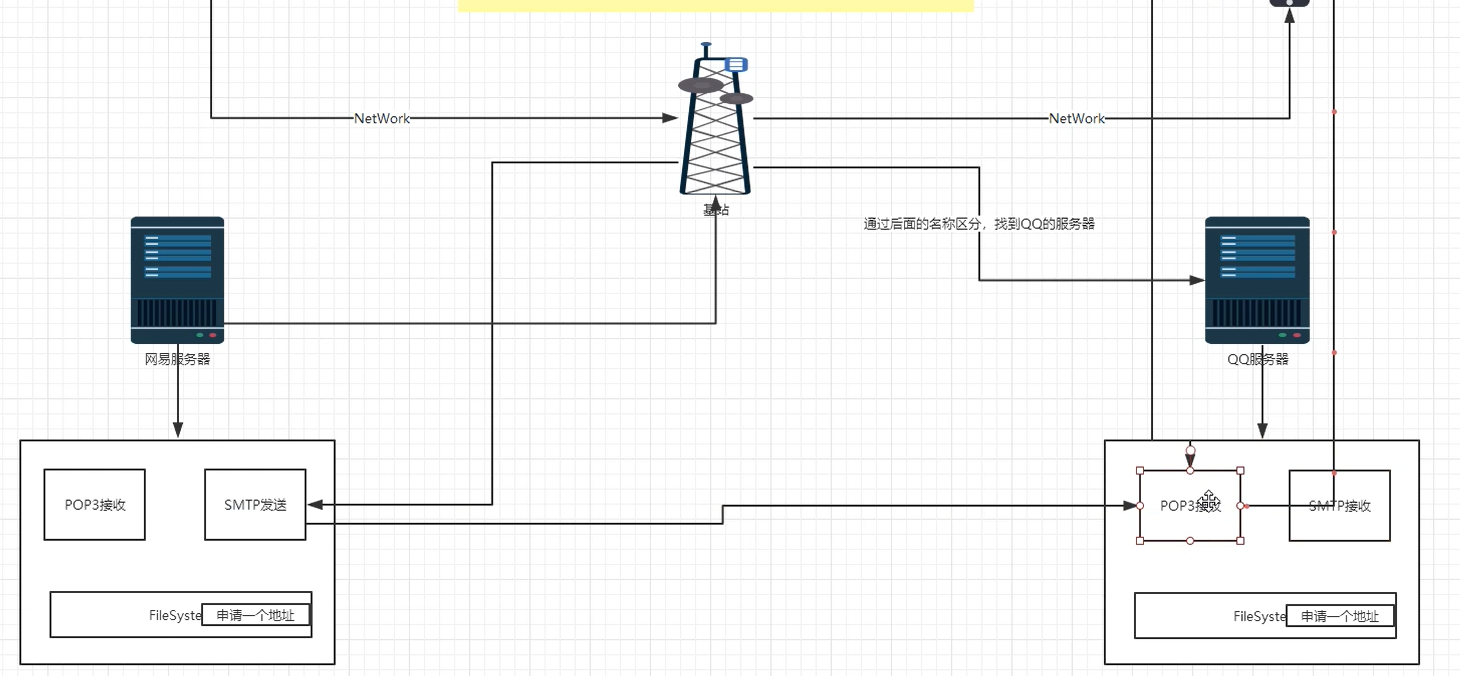 NetWork
NetWork
基站
通过后面的名称区分，找到QQ的服务器
网易服务器
QQ服务器
POP3接收
SMTP发送
POP3接收
SMTP接收
FileSyste
申请一个地址
FileSyste
申请一个地址